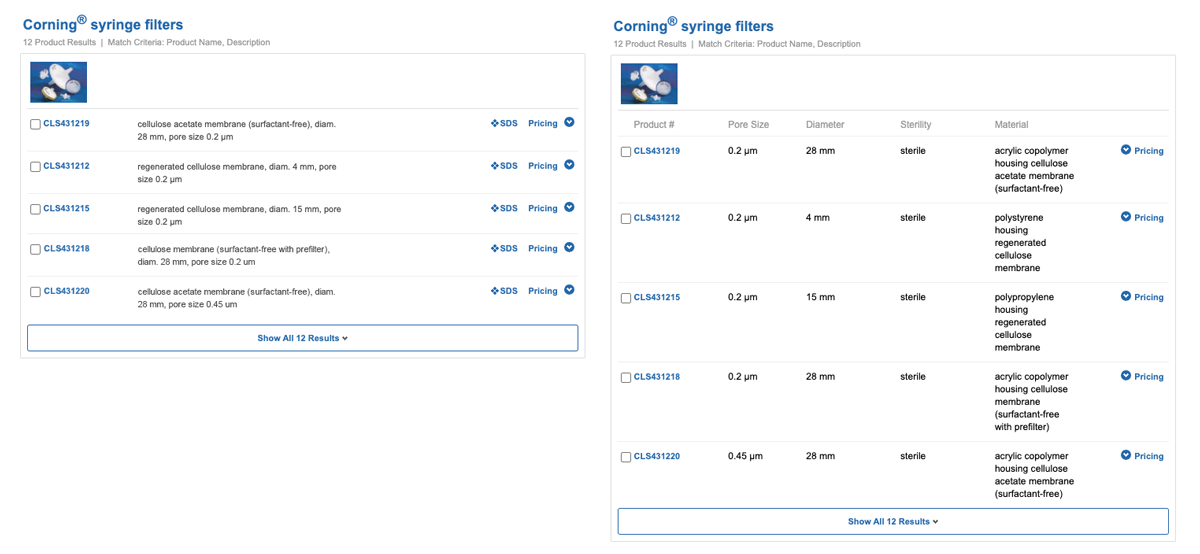 Corning® syringe filters
12 Product Results | Match Criteria: Product Name, Description
CLS431219
cellulose acetate membrane (surfactant-free), diam.
28 mm, pore size 0.2 μm
SDS
Pricing
CLS431212
regenerated cellulose membrane, diam. 4 mm, pore
size 0.2 μm
SDS
Pricing
CLS431215
regenerated cellulose membrane, diam. 15 mm, pore
size 0.2 μm
SDS
Pricing
CLS431218
cellulose membrane (surfactant-free with prefilter),
diam. 28 mm, pore size 0.2 um
SDS
Pricing
CLS431220
cellulose acetate membrane (surfactant-free), diam.
28 mm, pore size 0.45 um
SDS
Pricing
Show All 12 Results
Corning® syringe filters
12 Product Results | Match Criteria: Product Name, Description
Product # Pore Size Diameter Sterility Material
CLS431219 0.2 μm 28 mm sterile acrylic copolymer Pricing
housing cellulose
acetate membrane
(surfactant-free)
CLS431212 0.2 μm 4 mm sterile polystyrene Pricing
housing
regenerated
cellulose
membrane
CLS431215 0.2 μm 15 mm sterile polypropylene Pricing
housing
regenerated
cellulose
membrane
CLS431218 0.2 μm 28 mm sterile acrylic copolymer Pricing
housing cellulose
membrane
(surfactant-free
with prefilter)
CLS431220 0.45 μm 28 mm sterile acrylic copolymer Pricing
housing cellulose
acetate membrane
(surfactant-free)
Show All 12 Results